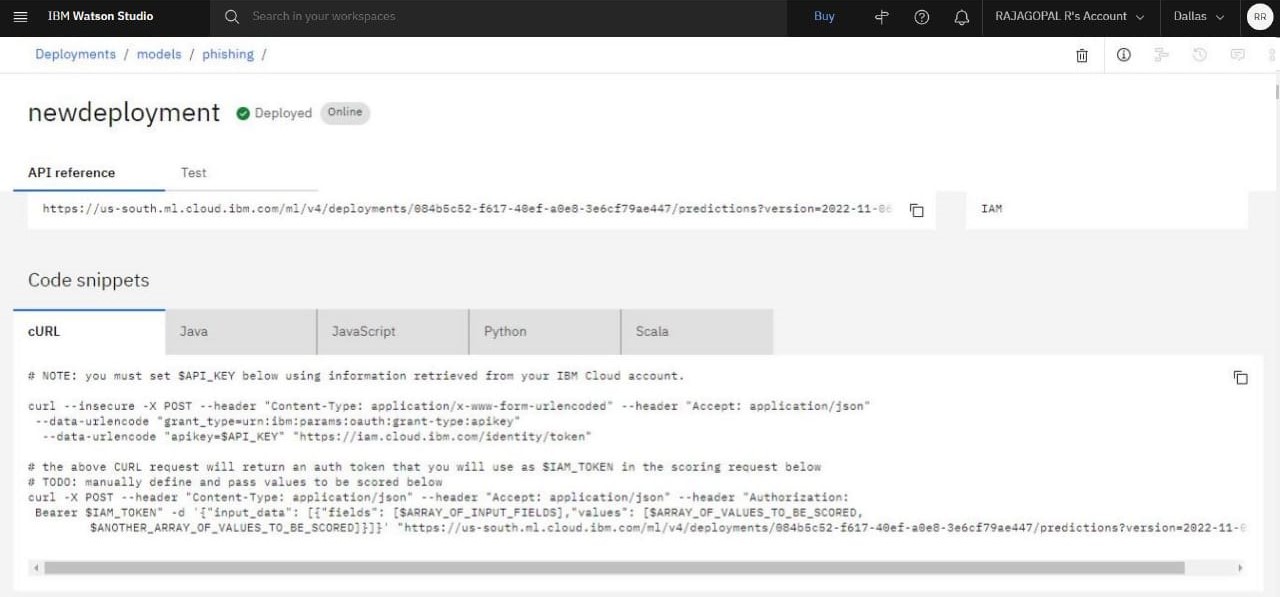 IBM Watson Studio
Search in your workspaces
Buy
RAJAGOPAL R's Account
Dallas
RR
Deployments / models / phishing /
newdeployment
Deployed
Online
API reference
Test
https://us-south.ml.cloud.ibm.com/ml/v4/deployments/084b5c52-f617-40ef-a0e8-3e6cf79ae447/predictions?version=2022-11-06
IAM
Code snippets
cURL
Java
JavaScript
Python
Scala
# NOTE: you must set $API_KEY below using information retrieved from your IBM Cloud account.
curl --insecure -X POST --header "Content-Type: application/x-www-form-urlencoded" --header "Accept: application/json"
--data-urlencode "grant_type=urn:ibm:params:oauth:grant-type:apikey"
--data-urlencode "apikey=$API_KEY" "https://iam.cloud.ibm.com/identity/token"
# the above CURL request will return an auth token that you will use as $IAM_TOKEN in the scoring request below
# TODO: manually define and pass values to be scored below
curl -X POST --header "Content-Type: application/json" --header "Accept: application/json" --header "Authorization:
Bearer $IAM_TOKEN" -d '{"input_data": [{"fields": [$ARRAY_OF_INPUT_FIELDS],"values": [$ARRAY_OF_VALUES_TO_BE_SCORED,
$ANOTHER_ARRAY_OF_VALUES_TO_BE_SCORED]}]}' "https://us-south.ml.cloud.ibm.com/ml/v4/deployments/084b5c52-f617-40ef-a0e8-3e6cf79ae447/predictions?version=2022-11-0